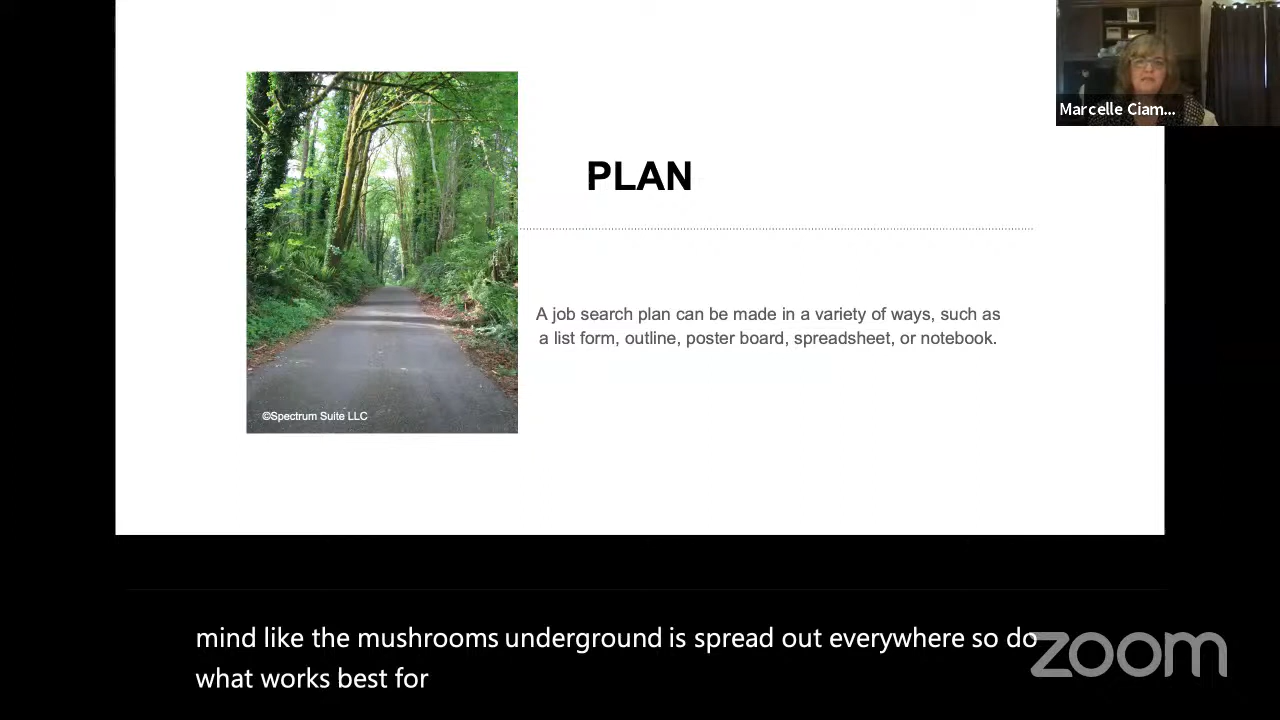 Marcelle Ciam...
PLAN
A job search plan can be made in a variety of ways, such as
a list form, outline, poster board, spreadsheet, or notebook.
©Spectrum Suite LLC
mind like the mushrooms underground is spread out everywhere so do
what works best for
zoom